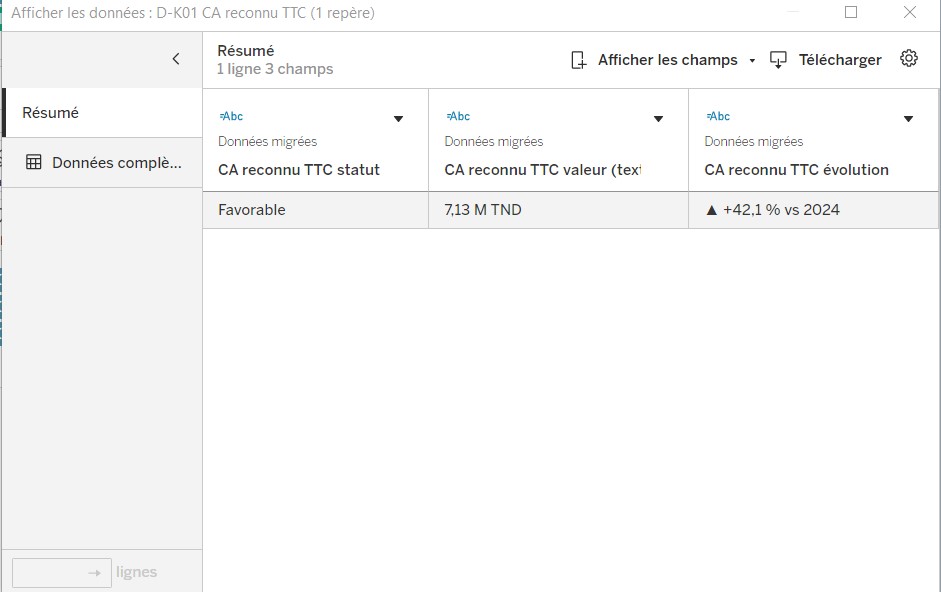 Afficher les données : D-K01 CA reconnu TTC (1 repère)
Résumé
1 ligne 3 champs
Afficher les champs
Télécharger
Résumé
Données complè...
=Abc
Données migrées
CA reconnu TTC statut
=Abc
Données migrées
CA reconnu TTC valeur (text
=Abc
Données migrées
CA reconnu TTC évolution
Favorable
7,13 M TND
▲ +42,1 % vs 2024
→ lignes